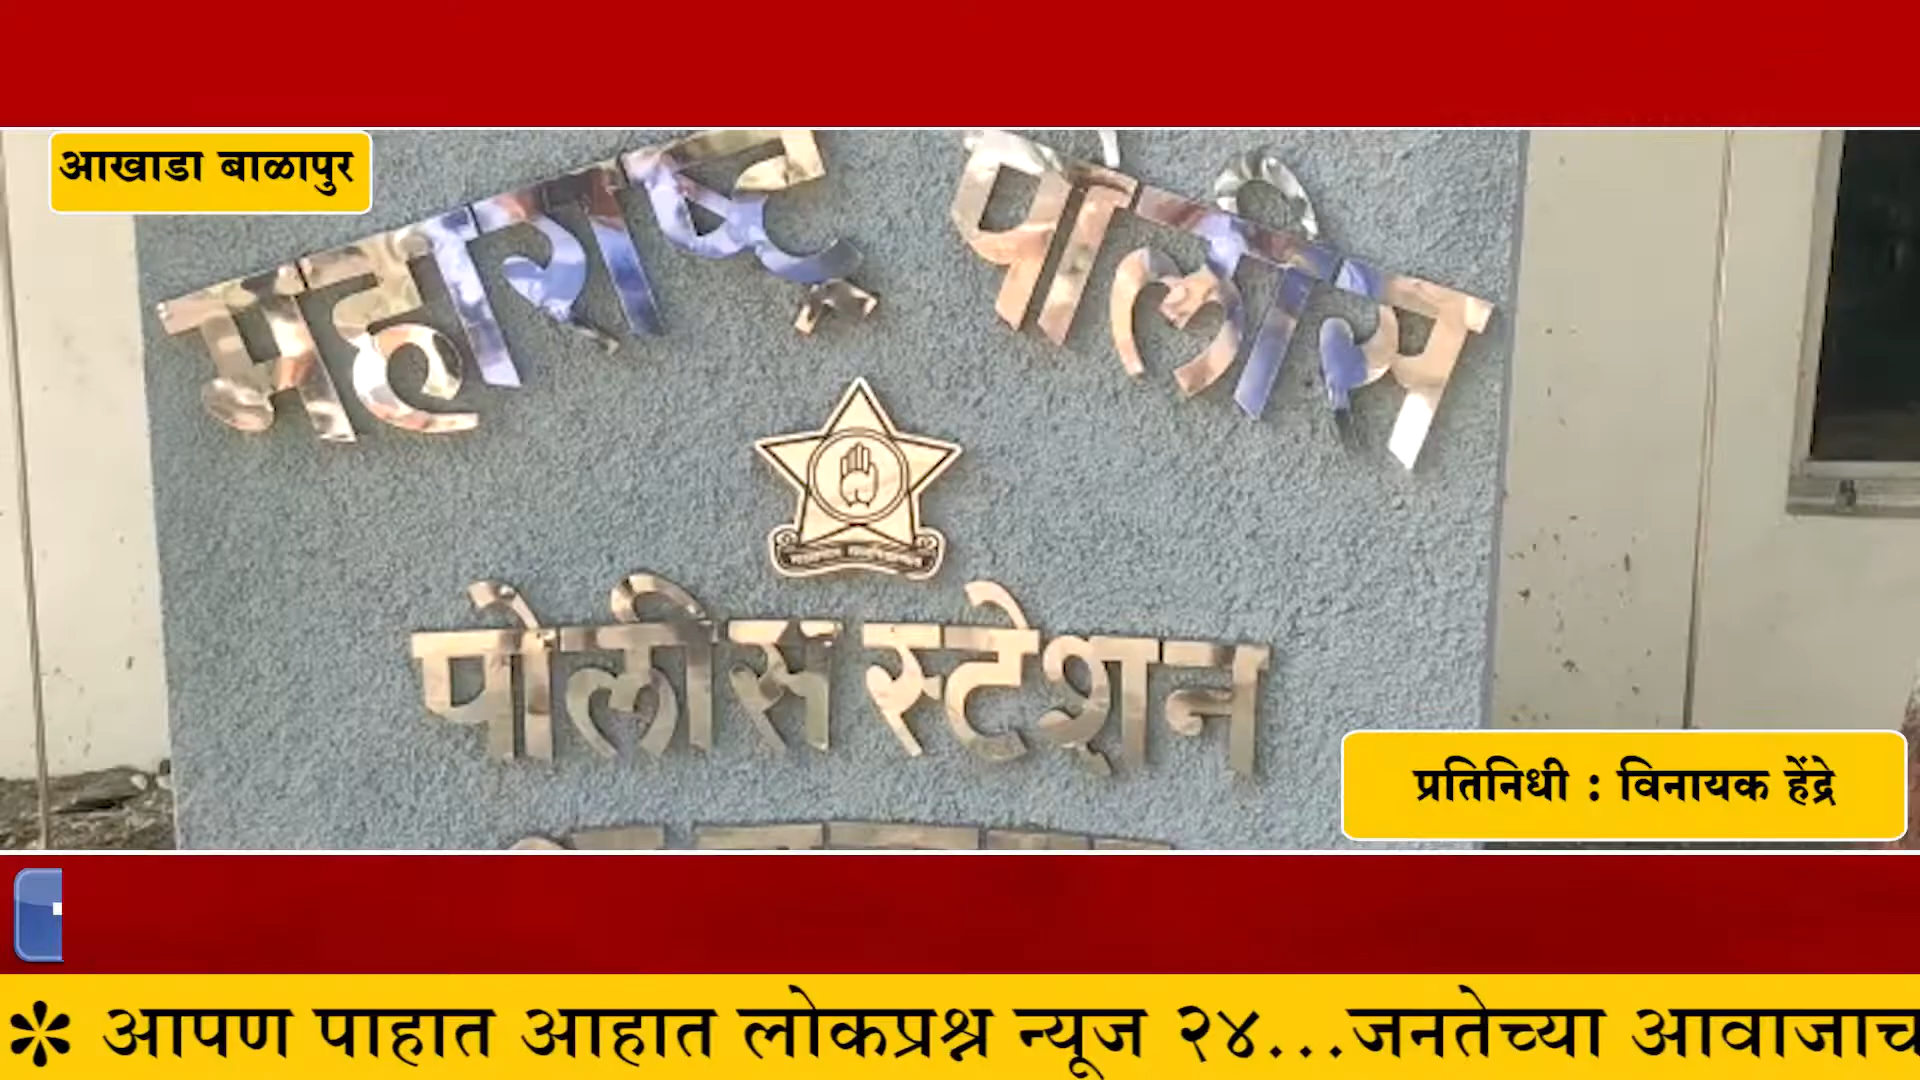 आखाडा बाळापुर
महाराष्ट्र पोलीस
पोलीस स्टेशन
प्रतिनिधी : विनायक हेंद्रे
* आपण पाहात आहात लोकप्रश्न न्यूज २४...जनतेच्या आवाजाच